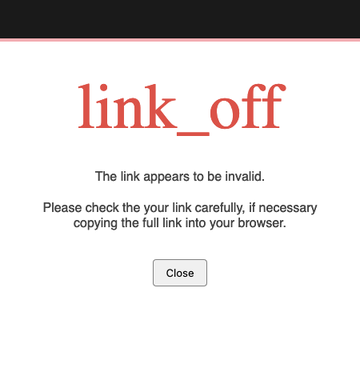 link_off
The link appears to be invalid.
Please check the your link carefully, if necessary
copying the full link into your browser.
Close